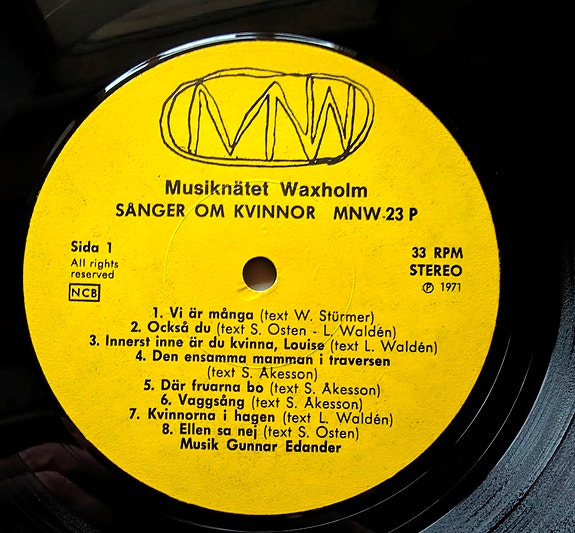 MNW
Musiknätet Waxholm
SÅNGER OM KVINNOR MNW 23 P
Sida 1
All rights
reserved
NCB
33 RPM
STEREO
Ⓟ 1971
1. Vi är många (text W. Stürmer)
2. Också du (text S. Osten - L. Waldén)
3. Innerst inne är du kvinna, Louise (text L. Waldén)
4. Den ensamma mamman i traversen
(text S. Åkesson)
5. Där fruarna bo (text S. Åkesson)
6. Vaggsång (text S. Åkesson)
7. Kvinnorna i hagen (text L. Waldén)
8. Ellen sa nej (text S. Osten)
Musik Gunnar Edander